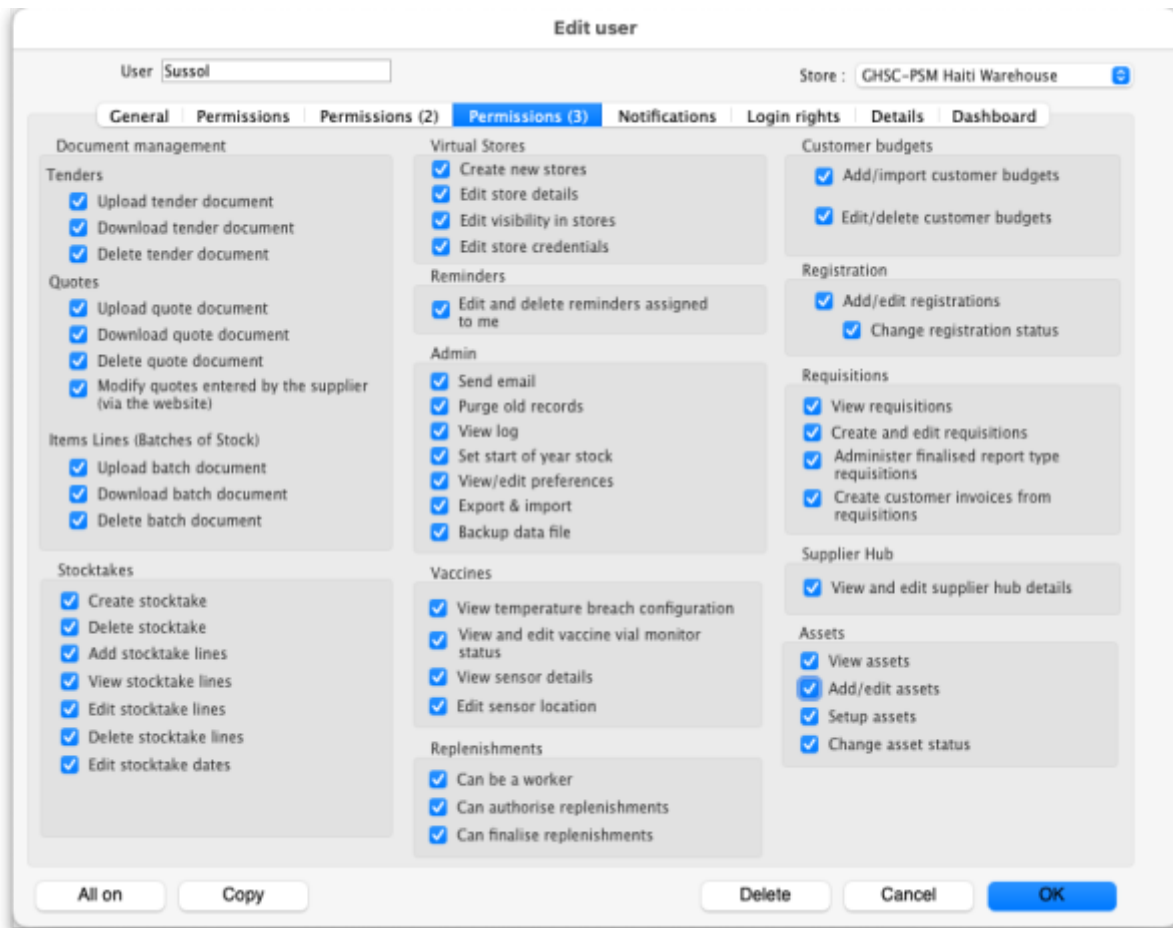 Edit user
User Sussol
Store : GHSC-PSM Haiti Warehouse
General Permissions Permissions (2) Permissions (3) Notifications Login rights Details Dashboard
Document management
Tenders
Upload tender document
Download tender document
Delete tender document
Quotes
Upload quote document
Download quote document
Delete quote document
Modify quotes entered by the supplier
(via the website)
Items Lines (Batches of Stock)
Upload batch document
Download batch document
Delete batch document
Stocktakes
Create stocktake
Delete stocktake
Add stocktake lines
View stocktake lines
Edit stocktake lines
Delete stocktake lines
Edit stocktake dates
Virtual Stores
Create new stores
Edit store details
Edit visibility in stores
Edit store credentials
Reminders
Edit and delete reminders assigned
to me
Admin
Send email
Purge old records
View log
Set start of year stock
View/edit preferences
Export & import
Backup data file
Vaccines
View temperature breach configuration
View and edit vaccine vial monitor
status
View sensor details
Edit sensor location
Replenishments
Can be a worker
Can authorise replenishments
Can finalise replenishments
Customer budgets
Add/import customer budgets
Edit/delete customer budgets
Registration
Add/edit registrations
Change registration status
Requisitions
View requisitions
Create and edit requisitions
Administer finalised report type
requisitions
Create customer invoices from
requisitions
Supplier Hub
View and edit supplier hub details
Assets
View assets
Add/edit assets
Setup assets
Change asset status
All on Copy Delete Cancel OK